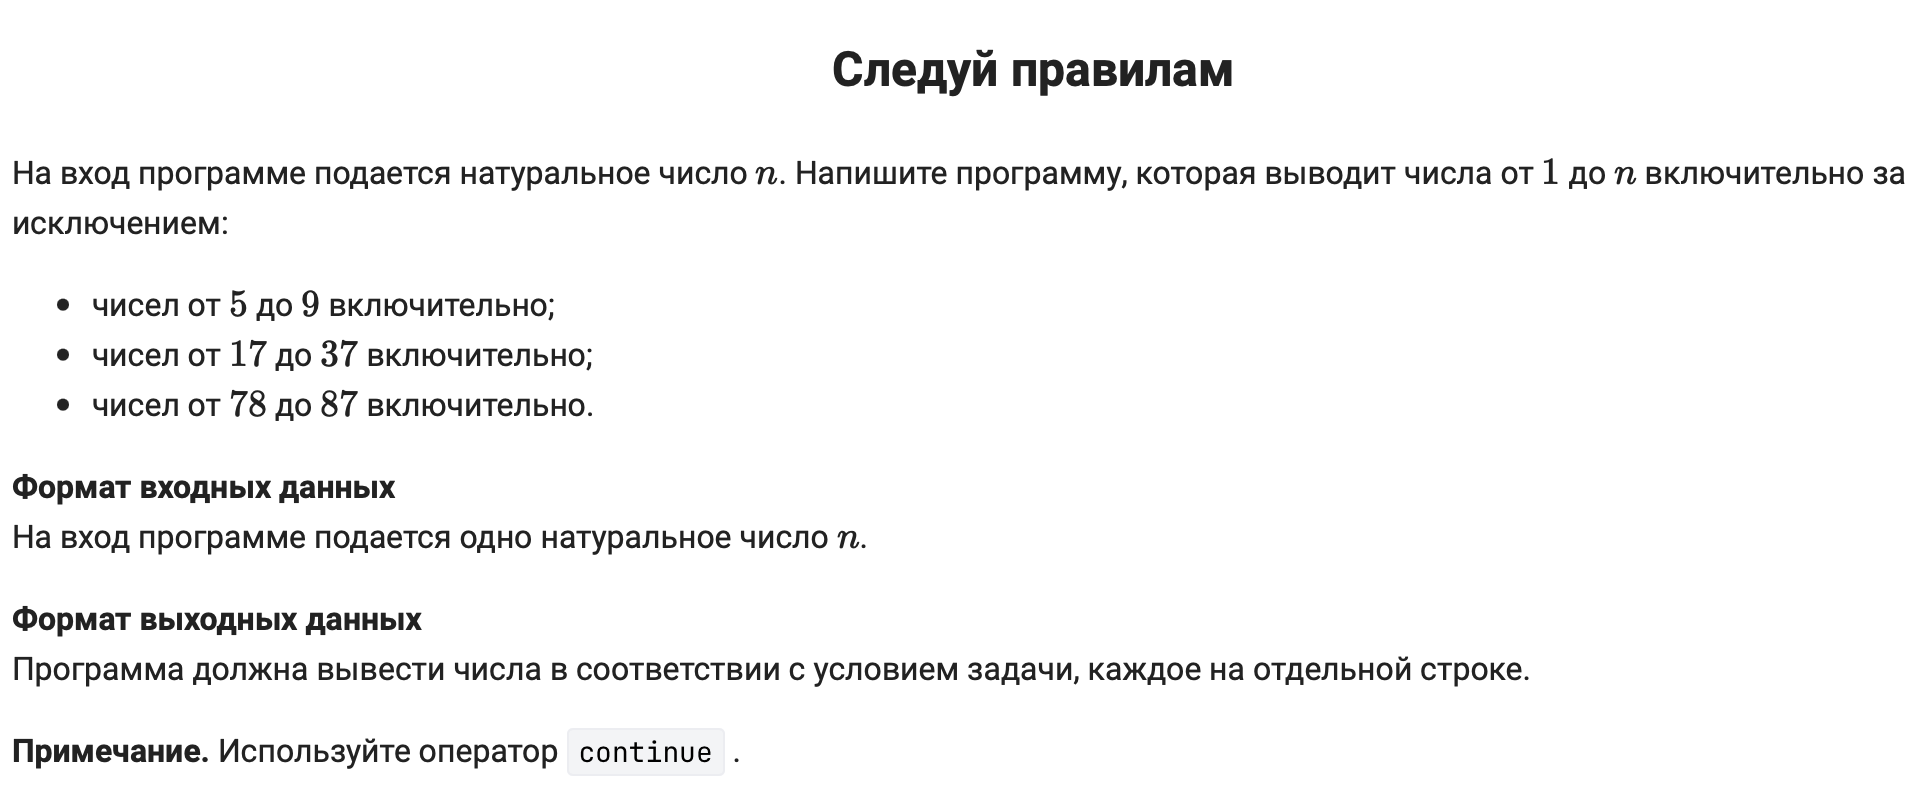 Следуй правилам
На вход программе подается натуральное число n. Напишите программу, которая выводит числа от 1 до n включительно за
исключением:
• чисел от 5 до 9 включительно;
• чисел от 17 до 37 включительно;
• чисел от 78 до 87 включительно.
Формат входных данных
На вход программе подается одно натуральное число n.
Формат выходных данных
Программа должна вывести числа в соответствии с условием задачи, каждое на отдельной строке.
Примечание. Используйте оператор continue .